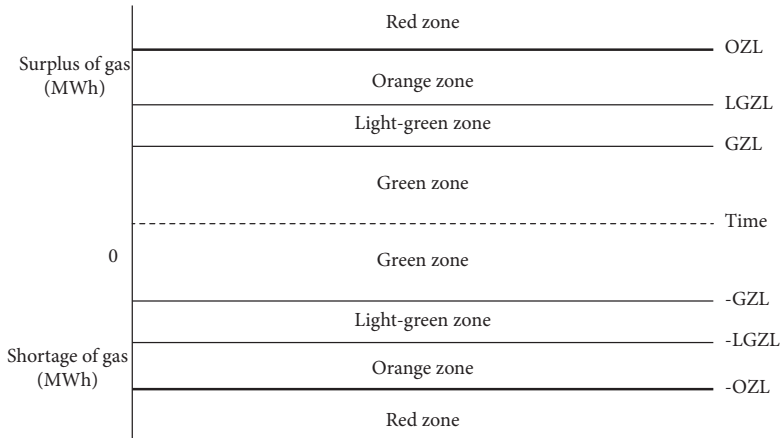 Red zone
OZL
Surplus of gas
(MWh)
Orange zone
LGZL
Light-green zone
GZL
Green zone
Time
0
Green zone
-GZL
Light-green zone
-LGZL
Shortage of gas
(MWh)
Orange zone
-OZL
Red zone